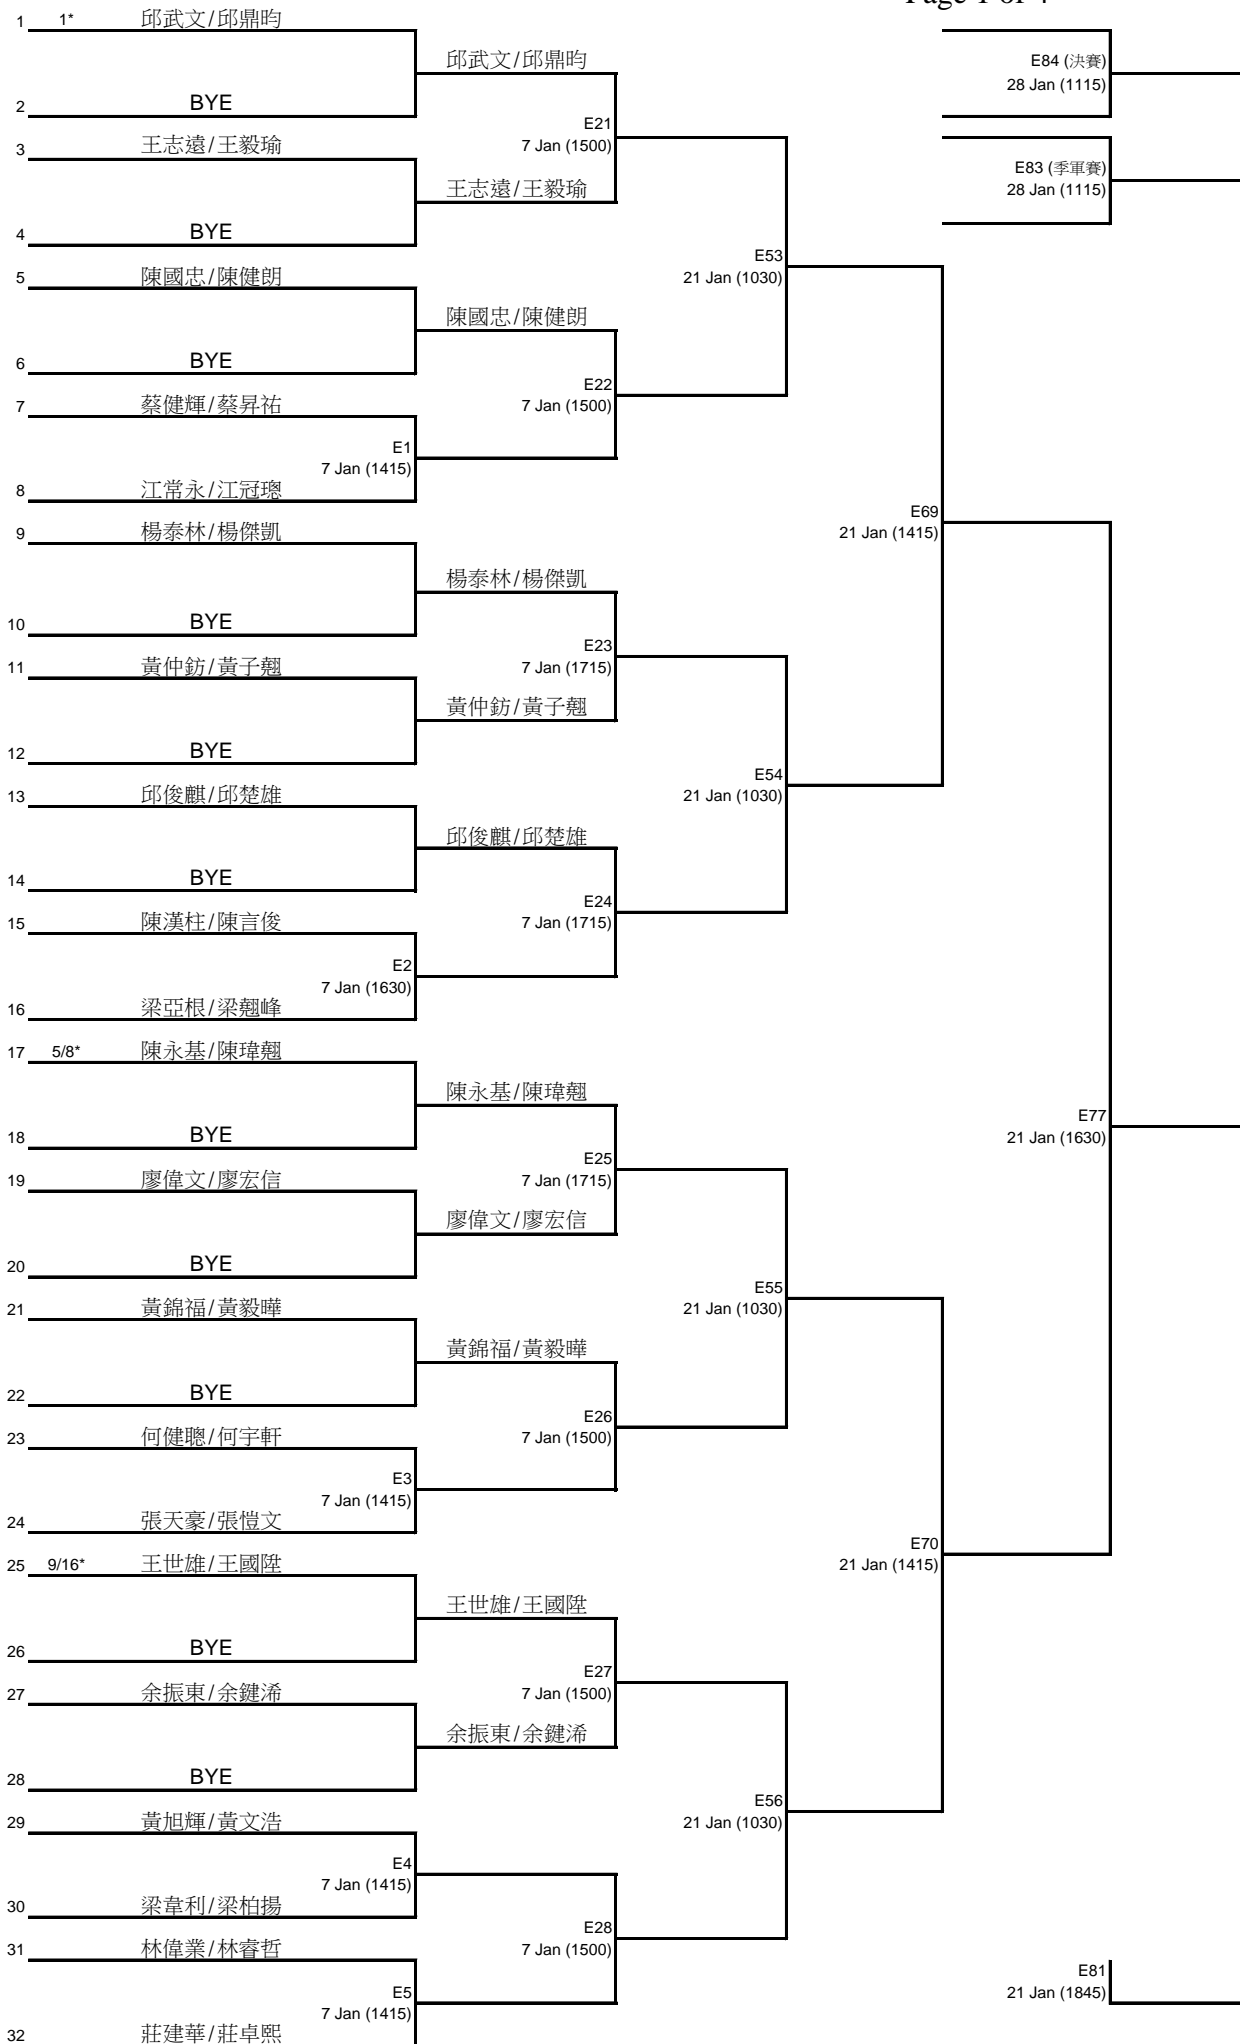 Page 1 of 4
1 1* 邱武文/邱鼎昀
邱武文/邱鼎昀
E84 (決賽)
28 Jan (1115)
2 BYE
E21
7 Jan (1500)
3 王志遠/王毅瑜
E83 (季軍賽)
28 Jan (1115)
王志遠/王毅瑜
4 BYE
E53
21 Jan (1030)
5 陳國忠/陳健朗
陳國忠/陳健朗
6 BYE
E22
7 Jan (1500)
7 蔡健輝/蔡昇祐
E1
7 Jan (1415)
8 江常永/江冠璁
E69
21 Jan (1415)
9 楊泰林/楊傑凱
楊泰林/楊傑凱
10 BYE
E23
7 Jan (1715)
11 黃仲鈁/黃子翹
黃仲鈁/黃子翹
12 BYE
E54
21 Jan (1030)
13 邱俊麒/邱楚雄
邱俊麒/邱楚雄
14 BYE
E24
7 Jan (1715)
15 陳漢柱/陳言俊
E2
7 Jan (1630)
16 梁亞根/梁翹峰
17 5/8* 陳永基/陳瑋翹
陳永基/陳瑋翹
E77
21 Jan (1630)
18 BYE
E25
7 Jan (1715)
19 廖偉文/廖宏信
廖偉文/廖宏信
20 BYE
E55
21 Jan (1030)
21 黃錦福/黃毅曄
黃錦福/黃毅曄
22 BYE
E26
7 Jan (1500)
23 何健聰/何宇軒
E3
7 Jan (1415)
24 張天豪/張愷文
E70
21 Jan (1415)
25 9/16* 王世雄/王國陞
王世雄/王國陞
26 BYE
E27
7 Jan (1500)
27 余振東/余鍵浠
余振東/余鍵浠
28 BYE
E56
21 Jan (1030)
29 黃旭輝/黃文浩
E4
7 Jan (1415)
30 梁韋利/梁柏揚
E28
7 Jan (1500)
31 林偉業/林睿哲
E81
21 Jan (1845)
E5
7 Jan (1415)
32 莊建華/莊卓熙